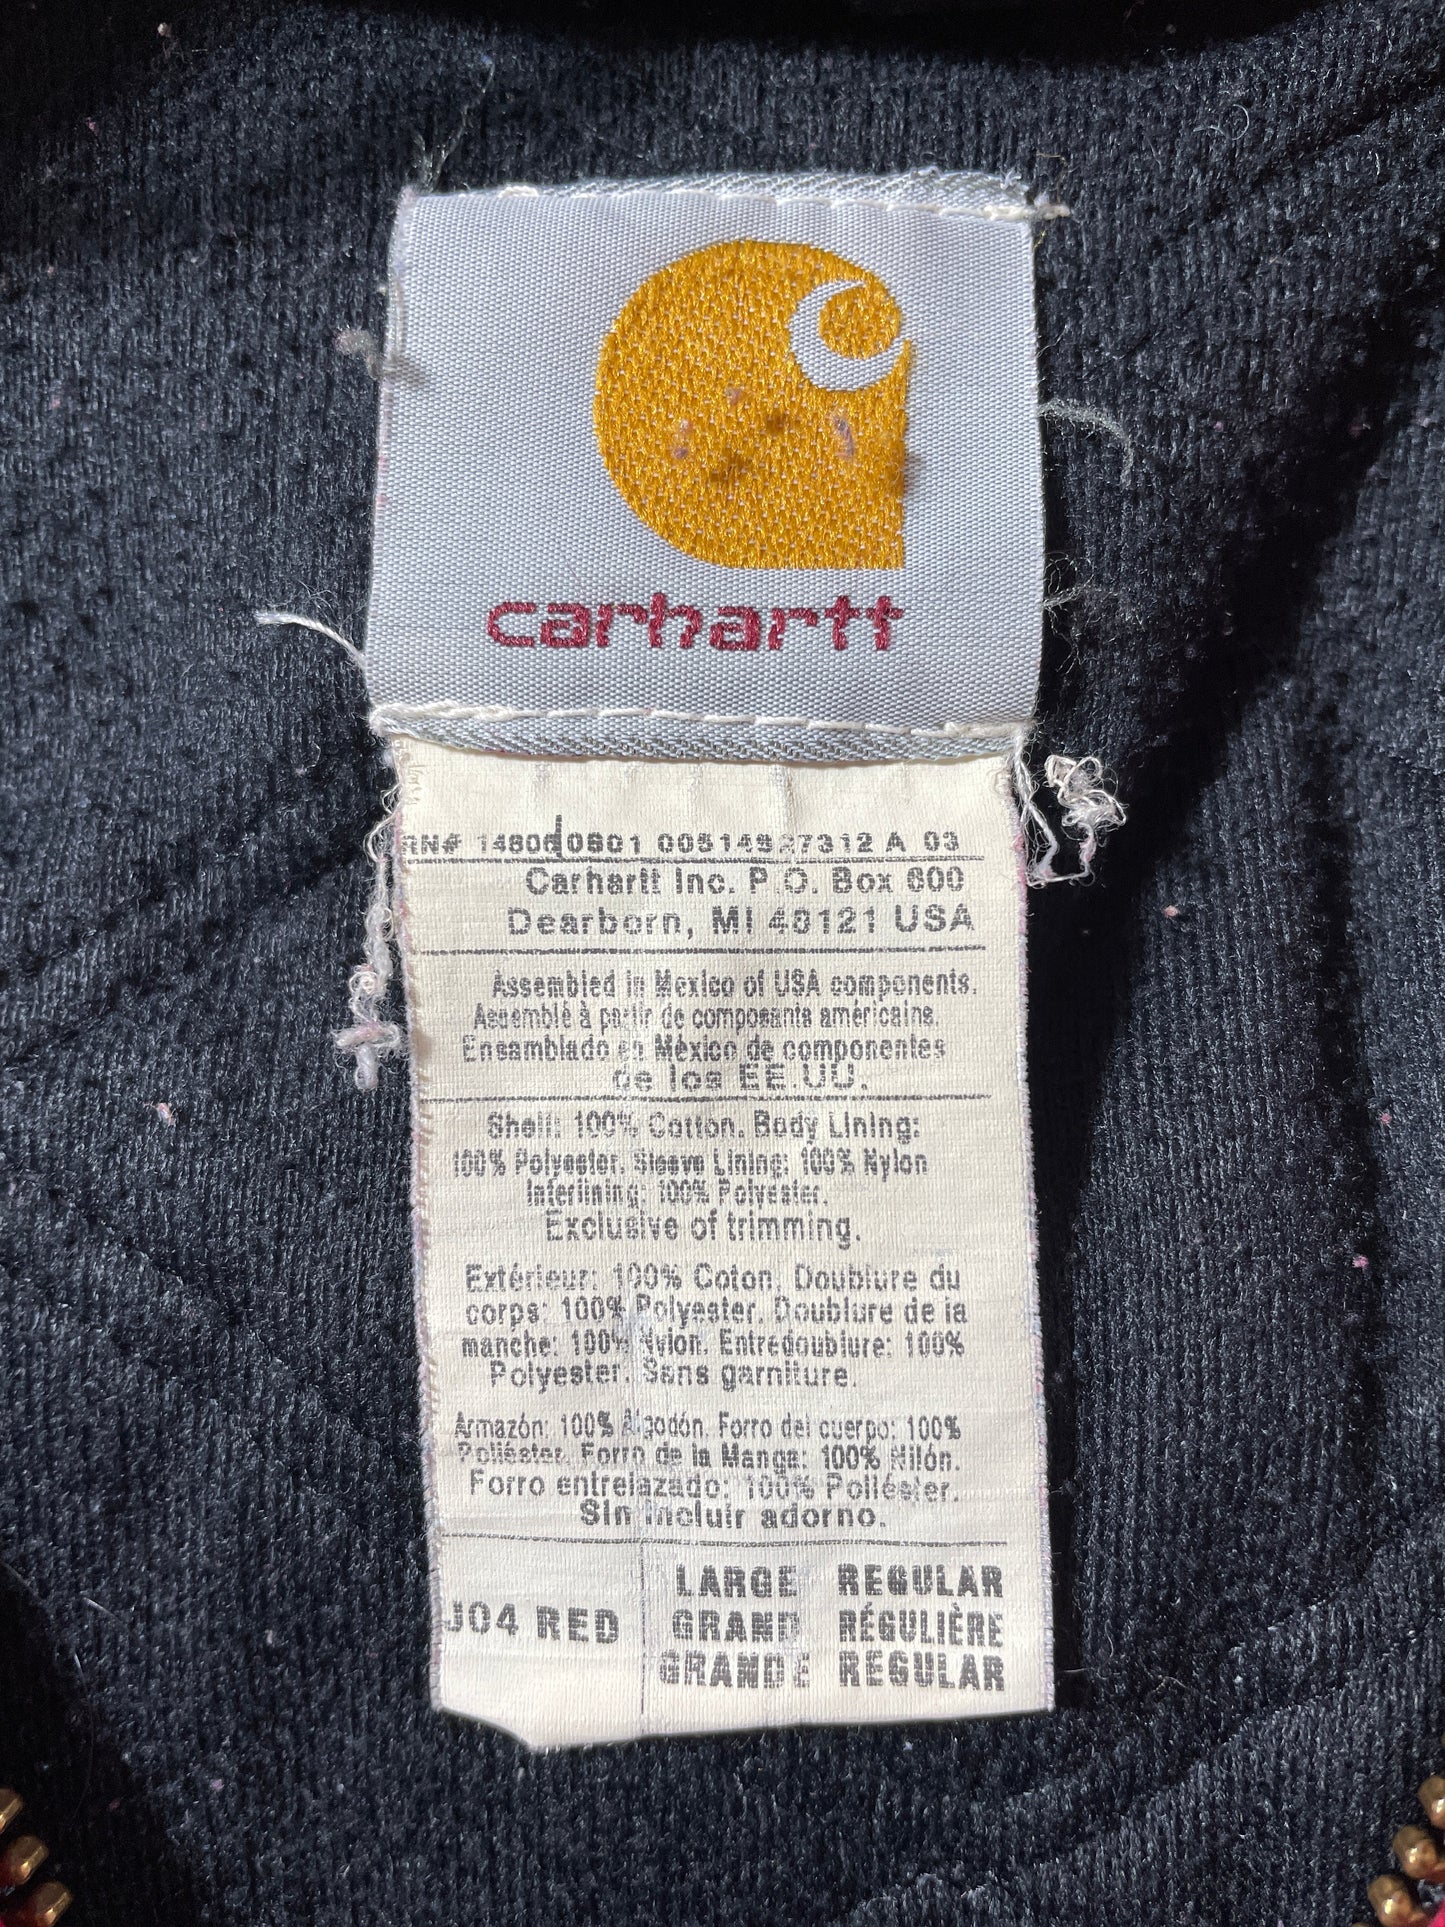 carhartt
RN# 14806 0801 00514927312 A 03
Carhartt Inc. P.O. Box 600
Dearborn, MI 48121 USA
Assembled in Mexico of USA components.
Assemblé à partir de composants américains.
Ensamblado en México de componentes
de los EE.UU.
Shell: 100% Cotton. Body Lining:
100% Polyester. Sleeve Lining: 100% Nylon
Interlining: 100% Polyester.
Exclusive of trimming.
Extérieur: 100% Coton. Doublure du
corps: 100% Polyester. Doublure de la
manche: 100% Nylon. Entredoublure: 100%
Polyester. Sans garniture.
Armazón: 100% Algodón. Forro del cuerpo: 100%
Poliéster. Forro de la Manga: 100% Nilón.
Forro entrelazado: 100% Poliéster.
Sin incluir adorno.
J04 RED
LARGE REGULAR
GRAND RÉGULIÈRE
GRANDE REGULAR